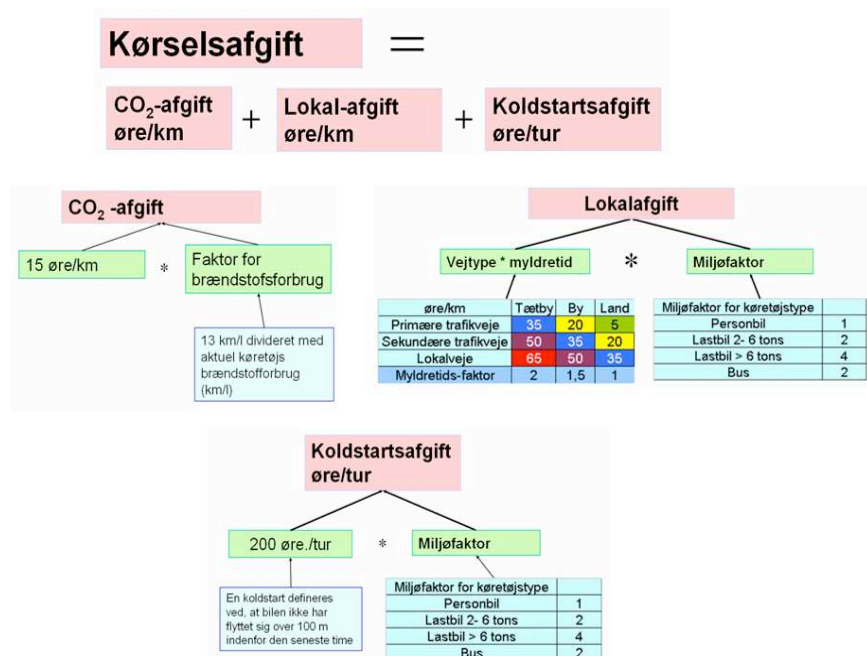 Kørselsafgift =
CO₂-afgift
øre/km
+
Lokal-afgift
øre/km
+
Koldstartsafgift
øre/tur
CO₂ -afgift
15 øre/km
*
Faktor for
brændstofsforbrug
13 km/l divideret med
aktuel køretøjs
brændstofforbrug
(km/l)
Lokalafgift
Vejtype * myldretid
*
Miljøfaktor
øre/km Tætby By Land
Primære trafikveje 35 20 5
Sekundære trafikveje 50 35 20
Lokalveje 65 50 35
Myldretids-faktor 2 1,5 1
Miljøfaktor for køretøjstype
Personbil 1
Lastbil 2- 6 tons 2
Lastbil > 6 tons 4
Bus 2
Koldstartsafgift
øre/tur
200 øre./tur
*
Miljøfaktor
En koldstart defineres
ved, at bilen ikke har
flyttet sig over 100 m
indenfor den seneste time
Miljøfaktor for køretøjstype
Personbil 1
Lastbil 2- 6 tons 2
Lastbil > 6 tons 4
Bus 2